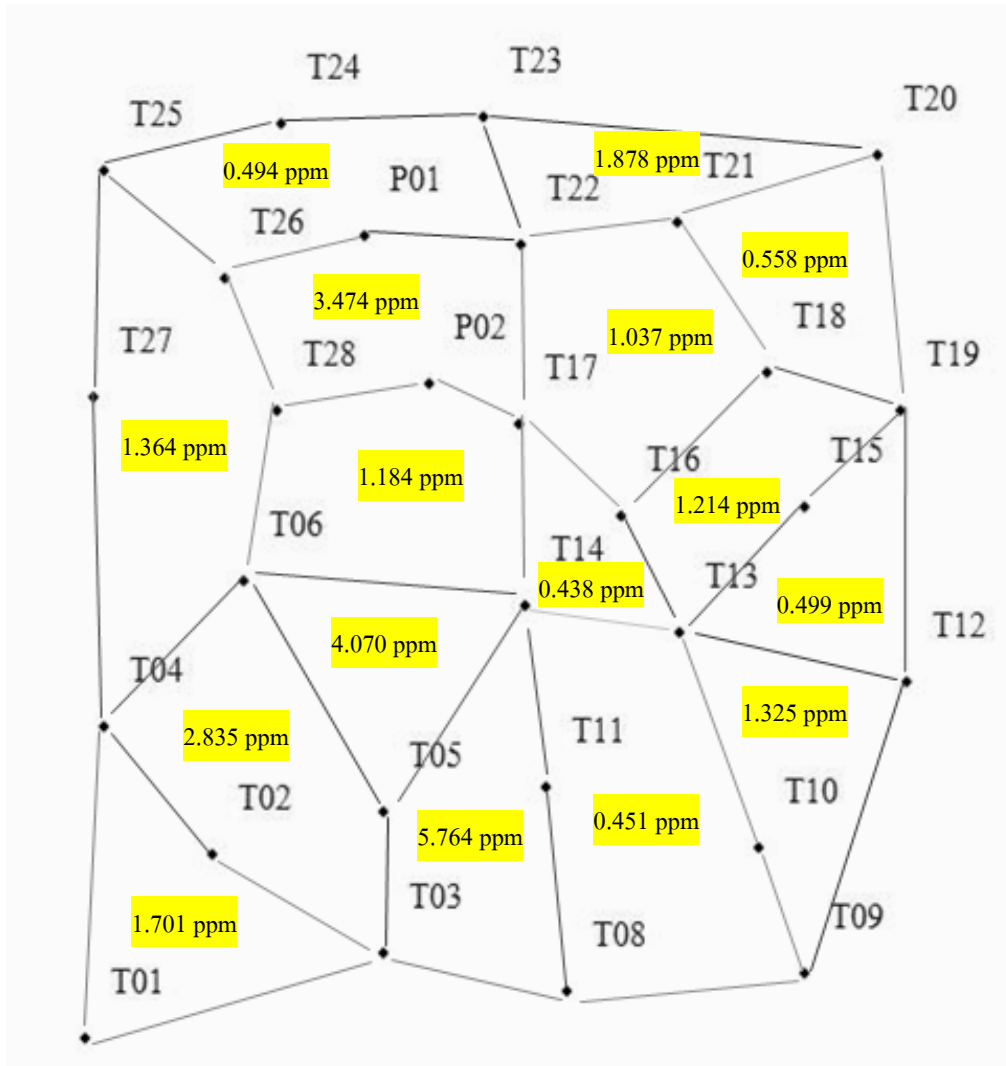 T23
T24
T20
T25
1.878 ppm
T21
0.494 ppm
P01
T22
T26
0.558 ppm
3.474 ppm
T18
P02
1.037 ppm
T27
T28
T17
T19
1.364 ppm
T16
T15
1.184 ppm
1.214 ppm
T06
T14
T13
0.438 ppm
0.499 ppm
T12
4.070 ppm
T04
1.325 ppm
2.835 ppm
T11
T05
T02
T10
0.451 ppm
5.764 ppm
T03
1.701 ppm
T09
T08
T01